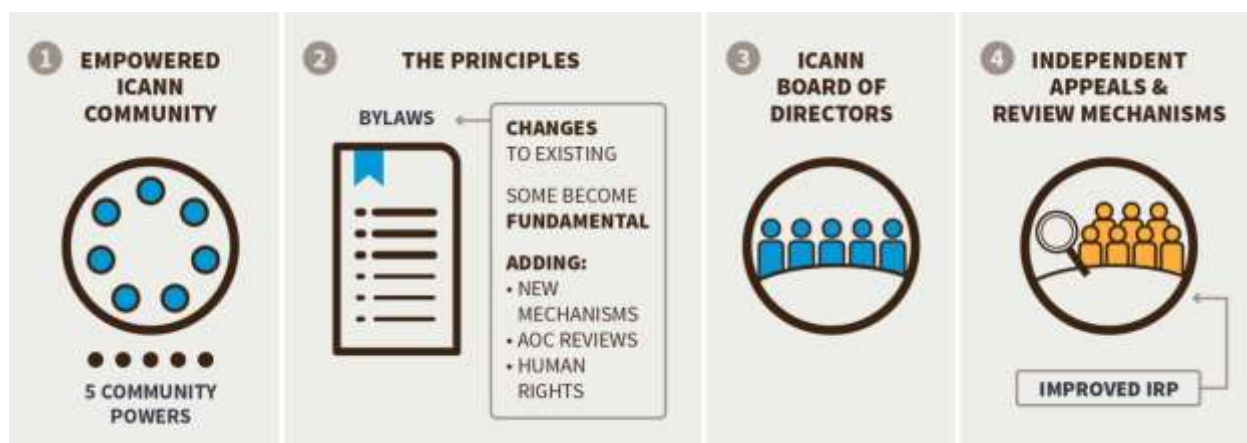 1
EMPOWERED
ICANN
COMMUNITY
5 COMMUNITY
POWERS
2
THE PRINCIPLES
BYLAWS
CHANGES
TO EXISTING
SOME BECOME
FUNDAMENTAL
ADDING:
• NEW
MECHANISMS
• AOC REVIEWS
• HUMAN
RIGHTS
3
ICANN
BOARD OF
DIRECTORS
4
INDEPENDENT
APPEALS &
REVIEW MECHANISMS
IMPROVED IRP